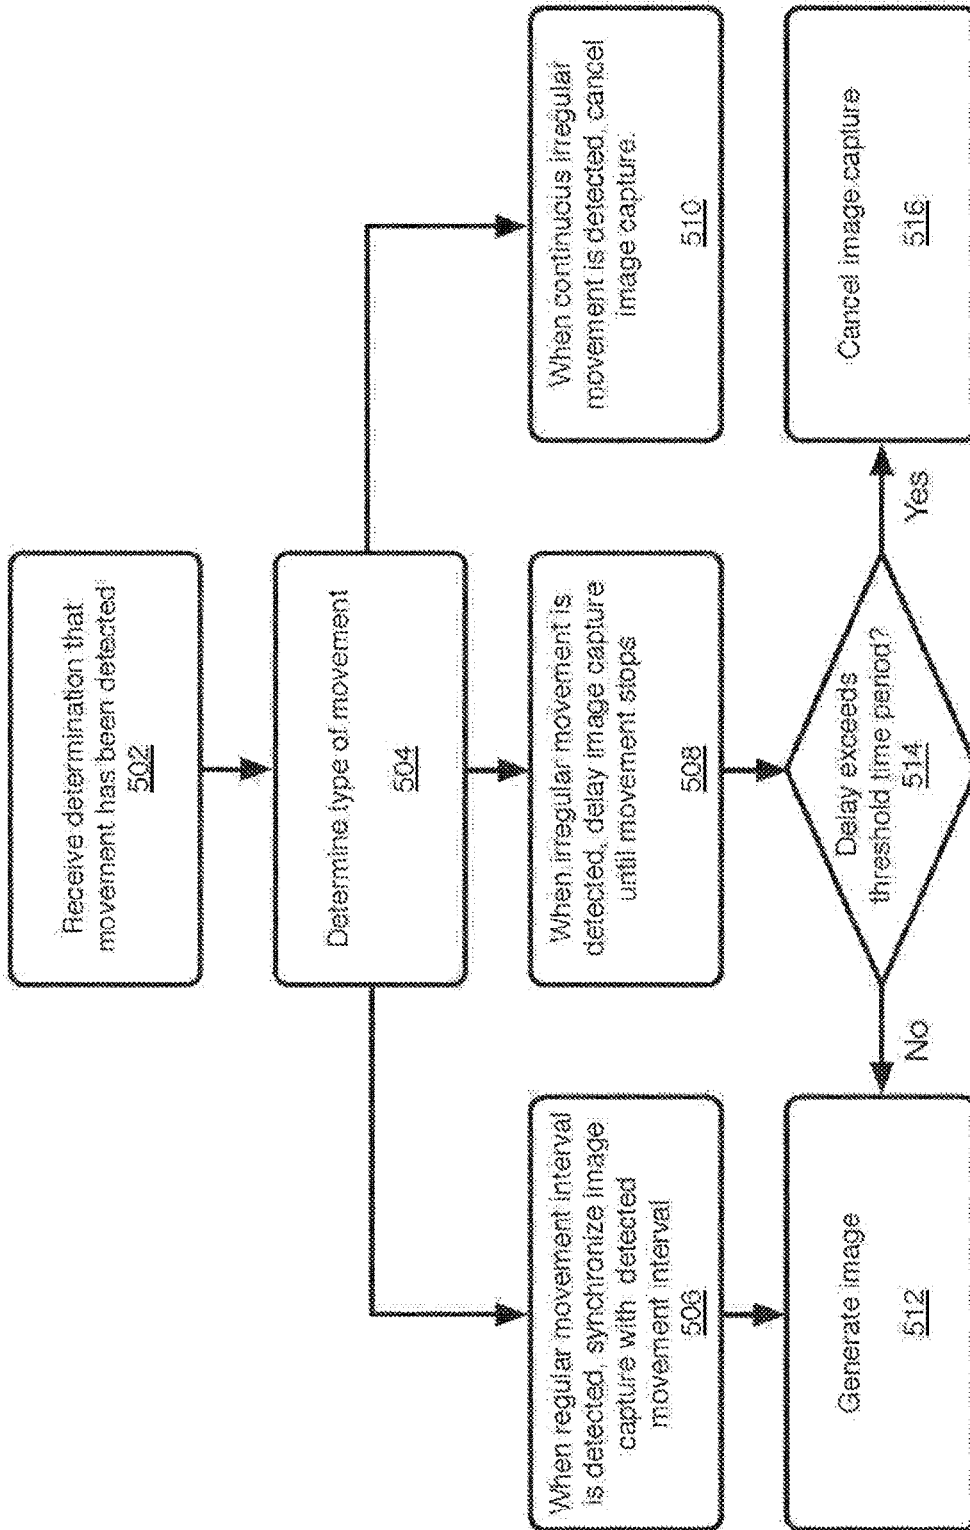 Receive determination that
movement has been detected
502
Determine type of movement
504
When regular movement interval
is detected, synchronize image
capture with detected
movement interval
506
When irregular movement is
detected, delay image capture
until movement stops
508
When continuous irregular
movement is detected, cancel
image capture.
510
Generate image
512
No
Delay exceeds
threshold time period?
514
Yes
Cancel image capture
516